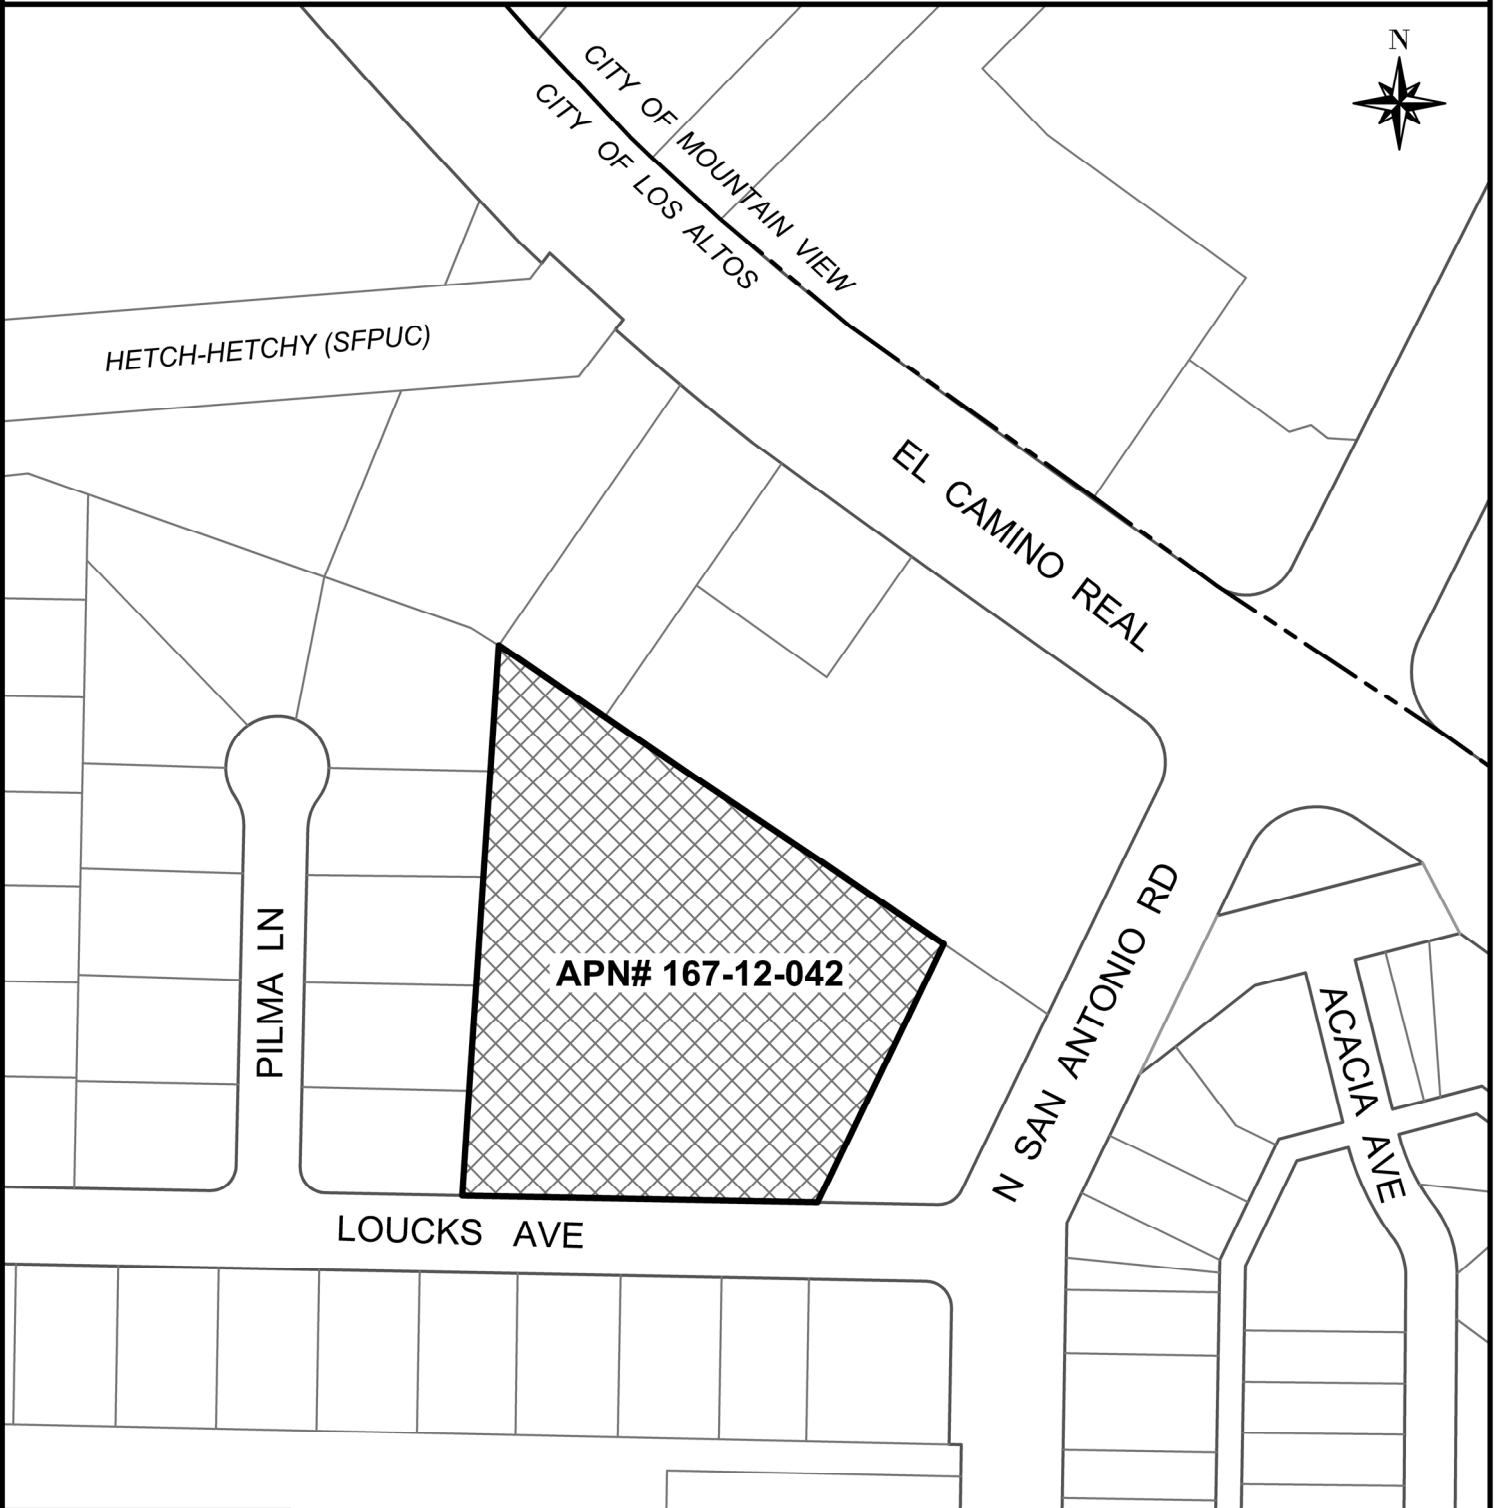 N
CITY OF MOUNTAIN VIEW
CITY OF LOS ALTOS
HETCH-HETCHY (SFPUC)
EL CAMINO REAL
APN# 167-12-042
PILMA LN
N SAN ANTONIO RD
ACACIA AVE
LOUCKS AVE